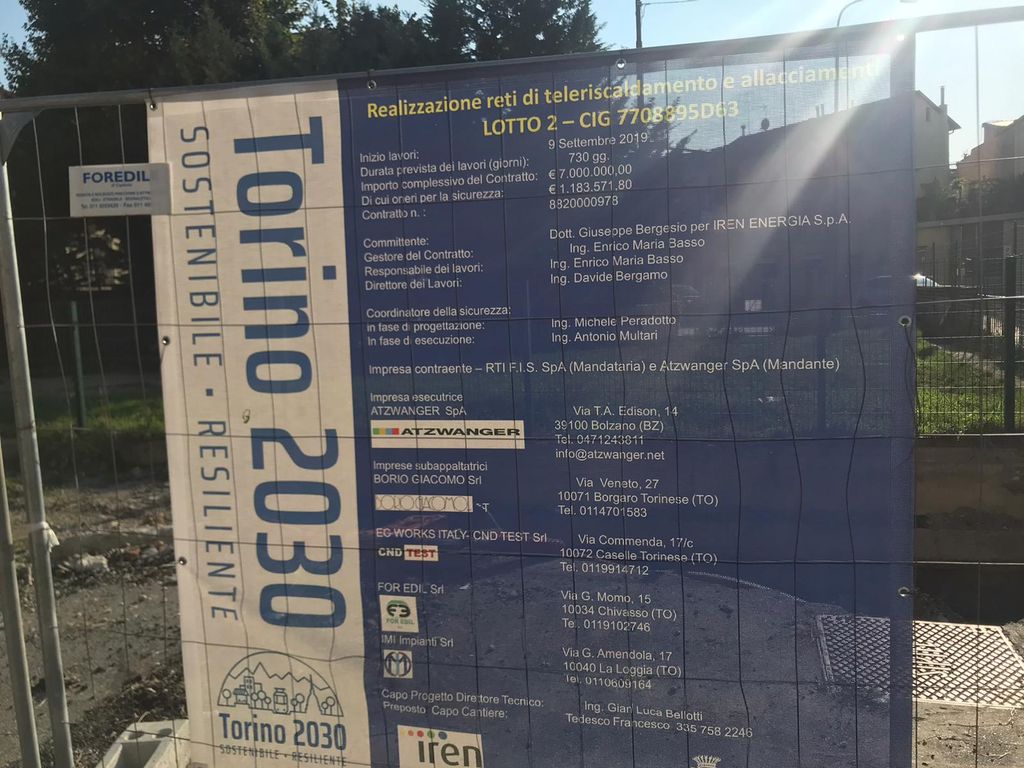 Realizzazione reti di teleriscaldamento e allacciamenti
LOTTO 2 – CIG 7708895D63
Inizio lavori: 9 Settembre 2019
Durata prevista dei lavori (giorni): 730 gg.
Importo complessivo del Contratto: € 7.000.000,00
Di cui oneri per la sicurezza: € 1.183.571,80
Contratto n. : 8820000978
Committente: Dott. Giuseppe Bergesio per IREN ENERGIA S.p.A.
Gestore del Contratto: Ing. Enrico Maria Basso
Responsabile dei lavori: Ing. Enrico Maria Basso
Direttore dei Lavori: Ing. Davide Bergamo
Coordinatore della sicurezza:
in fase di progettazione: Ing. Michele Peradotto
In fase di esecuzione: Ing. Antonio Multari
Impresa contraente – RTI F.I.S. SpA (Mandataria) e Atzwanger SpA (Mandante)
Impresa esecutrice
ATZWANGER SpA Via T.A. Edison, 14
ATZWANGER 39100 Bolzano (BZ)
Tel. 0471243811
info@atzwanger.net
Imprese subappaltatrici
BORIO GIACOMO Srl Via Veneto, 27
BORIO GIACOMO 10071 Borgaro Torinese (TO)
Tel. 0114701583
EG WORKS ITALY- CND TEST Srl Via Commenda, 17/c
CND TEST 10072 Caselle Torinese (TO)
Tel. 0119914712
FOR EDIL Srl Via G. Momo, 15
FOR EDIL 10034 Chivasso (TO)
Tel. 0119102746
IMI Impianti Srl Via G. Amendola, 17
10040 La Loggia (TO)
Tel. 0110609164
Capo Progetto Direttore Tecnico: Ing. Gian Luca Bellotti
Preposto Capo Cantiere: Tedesco Francesco 335 758 2246
iren
Torino 2030
SOSTENIBILE • RESILIENTE
Torino 2030
SOSTENIBILE • RESILIENTE
FOREDIL